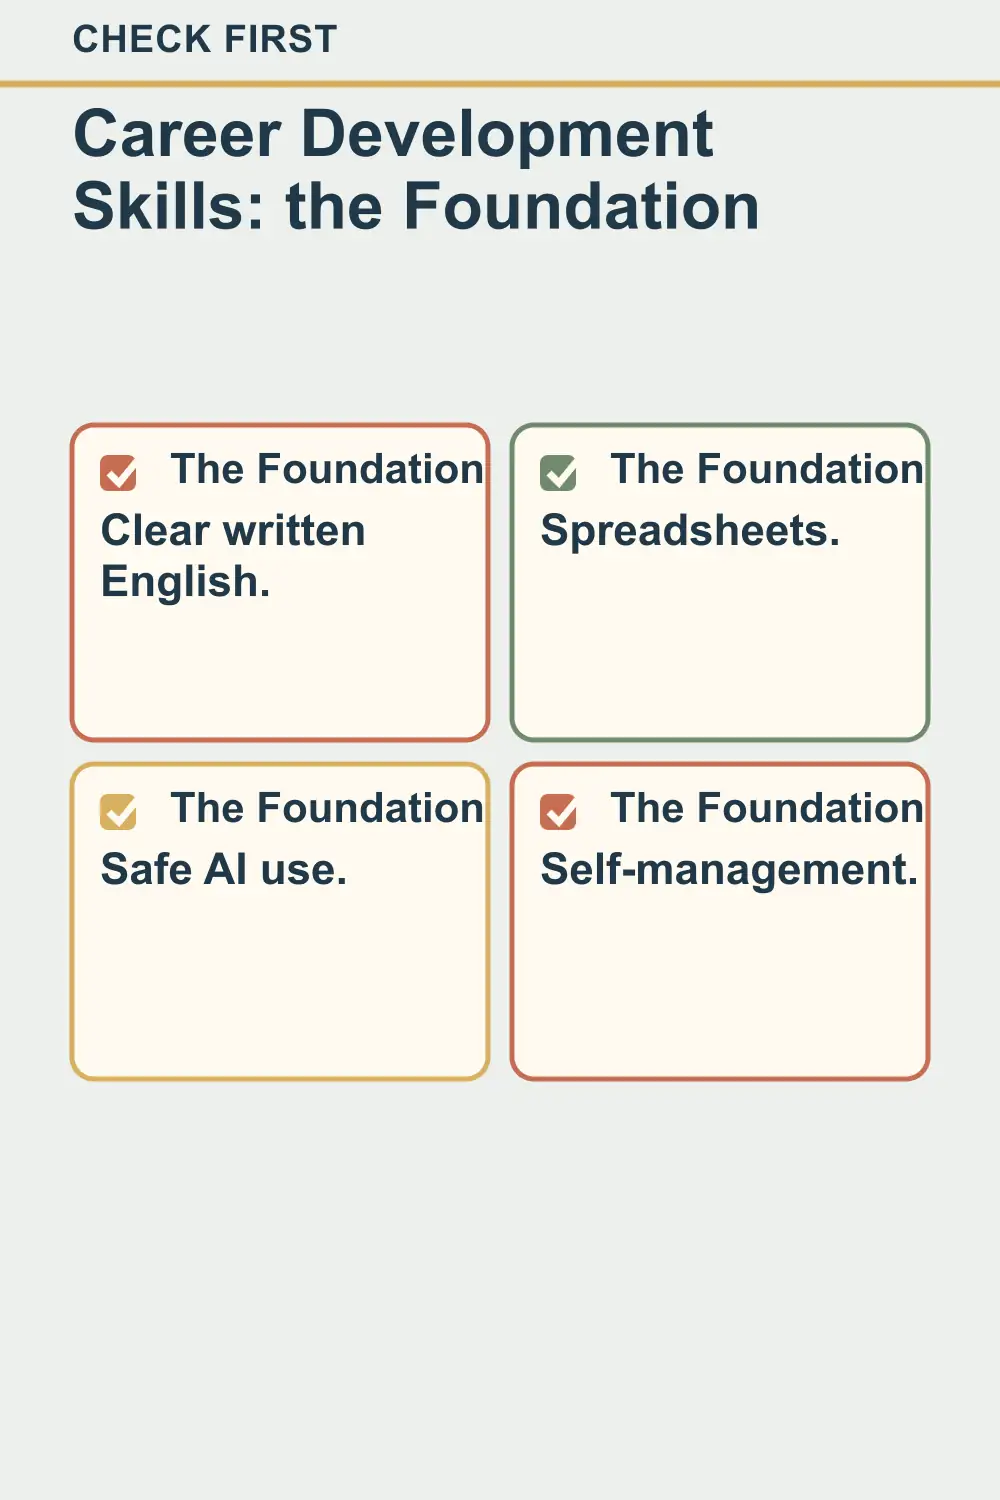 CHECK FIRST
Career Development
Skills: the Foundation
The Foundation
Clear written
English.
The Foundation
Spreadsheets.
The Foundation
Safe AI use.
The Foundation
Self-management.